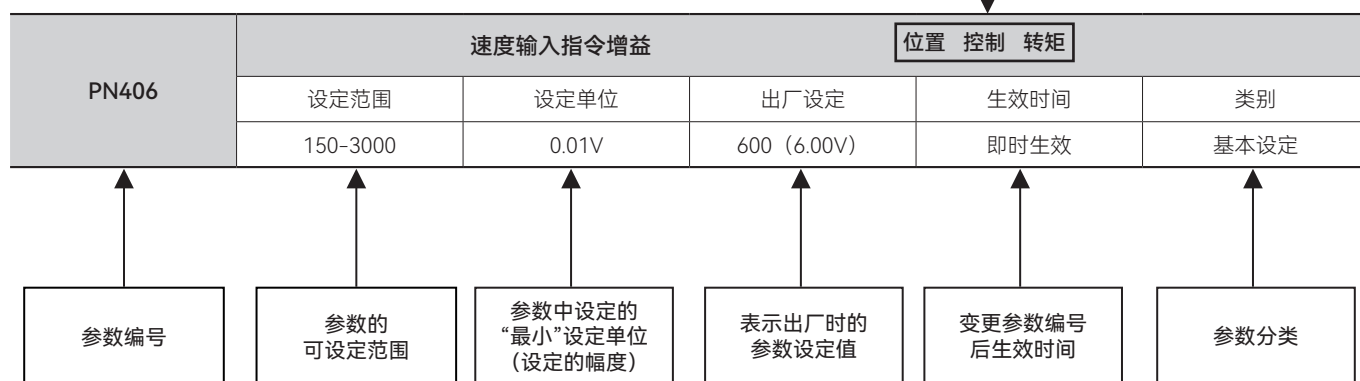 PN406
速度输入指令增益 位置 控制 转矩
设定范围 设定单位 出厂设定 生效时间 类别
150-3000 0.01V 600（6.00V） 即时生效 基本设定
参数编号
参数的
可设定范围
参数中设定的
“最小”设定单位
（设定的幅度）
表示出厂时的
参数设定值
变更参数编号
后生效时间
参数分类